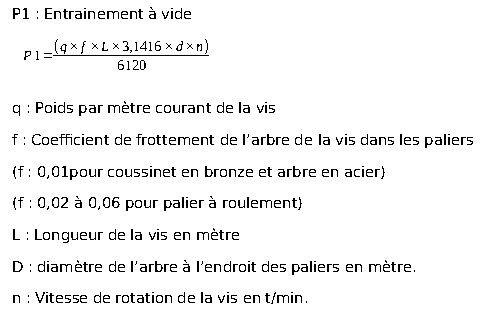 P1 : Entrainement à vide
P1=(q×f×L×3,1416×d×n)
6120
q : Poids par mètre courant de la vis
f : Coefficient de frottement de l’arbre de la vis dans les paliers
(f : 0,01pour coussinet en bronze et arbre en acier)
(f : 0,02 à 0,06 pour palier à roulement)
L : Longueur de la vis en mètre
D : diamètre de l’arbre à l’endroit des paliers en mètre.
n : Vitesse de rotation de la vis en t/min.